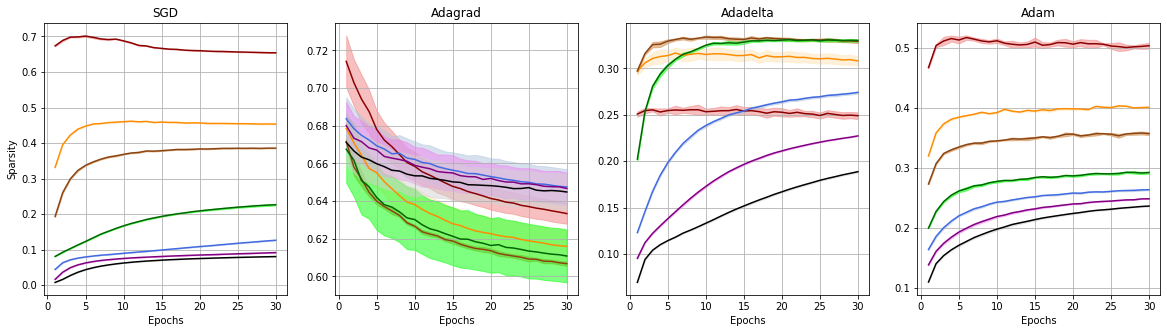 SGD
Adagrad
Adadelta
Adam
Sparsity
0.7
0.6
0.5
0.4
0.3
0.2
0.1
0.0
0 5 10 15 20 25 30
Epochs
0.72
0.70
0.68
0.66
0.64
0.62
0.60
0 5 10 15 20 25 30
Epochs
0.30
0.25
0.20
0.15
0.10
0 5 10 15 20 25 30
Epochs
0.5
0.4
0.3
0.2
0.1
0 5 10 15 20 25 30
Epochs